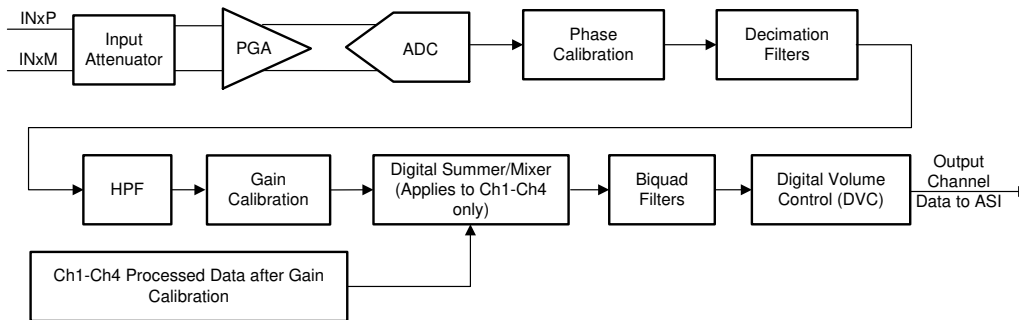 INxP
INxM
Input
Attenuator
PGA
ADC
Phase
Calibration
Decimation
Filters
HPF
Gain
Calibration
Digital Summer/Mixer
(Applies to Ch1-Ch4
only)
Biquad
Filters
Digital Volume
Control (DVC)
Output
Channel
Data to ASI
Ch1-Ch4 Processed Data after Gain
Calibration